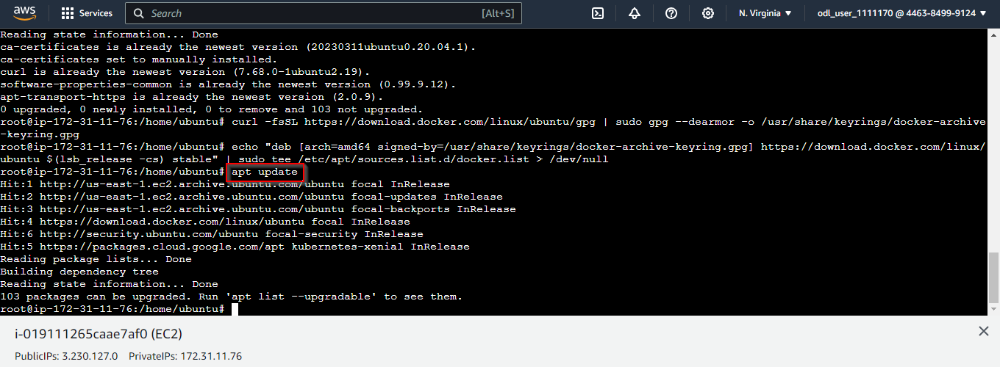 aws Services Search [Alt+S] N. Virginia odl_user_1111170 @ 4463-8499-9124
Reading state information... Done
ca-certificates is already the newest version (20230311ubuntu0.20.04.1).
ca-certificates set to manually installed.
curl is already the newest version (7.68.0-1ubuntu2.19).
software-properties-common is already the newest version (0.99.9.12).
apt-transport-https is already the newest version (2.0.9).
0 upgraded, 0 newly installed, 0 to remove and 103 not upgraded.
root@ip-172-31-11-76:/home/ubuntu# curl -fsSL https://download.docker.com/linux/ubuntu/gpg | sudo gpg --dearmor -o /usr/share/keyrings/docker-archive
-keyring.gpg
root@ip-172-31-11-76:/home/ubuntu# echo "deb [arch=amd64 signed-by=/usr/share/keyrings/docker-archive-keyring.gpg] https://download.docker.com/linux/
ubuntu $(lsb_release -cs) stable" | sudo tee /etc/apt/sources.list.d/docker.list > /dev/null
root@ip-172-31-11-76:/home/ubuntu# apt update
Hit:1 http://us-east-1.ec2.archive.ubuntu.com/ubuntu focal InRelease
Hit:2 http://us-east-1.ec2.archive.ubuntu.com/ubuntu focal-updates InRelease
Hit:3 http://us-east-1.ec2.archive.ubuntu.com/ubuntu focal-backports InRelease
Hit:4 https://download.docker.com/linux/ubuntu focal InRelease
Hit:6 http://security.ubuntu.com/ubuntu focal-security InRelease
Hit:5 https://packages.cloud.google.com/apt kubernetes-xenial InRelease
Reading package lists... Done
Building dependency tree
Reading state information... Done
103 packages can be upgraded. Run 'apt list --upgradable' to see them.
root@ip-172-31-11-76:/home/ubuntu#
i-019111265caae7af0 (EC2)
PublicIPs: 3.230.127.0 PrivateIPs: 172.31.11.76